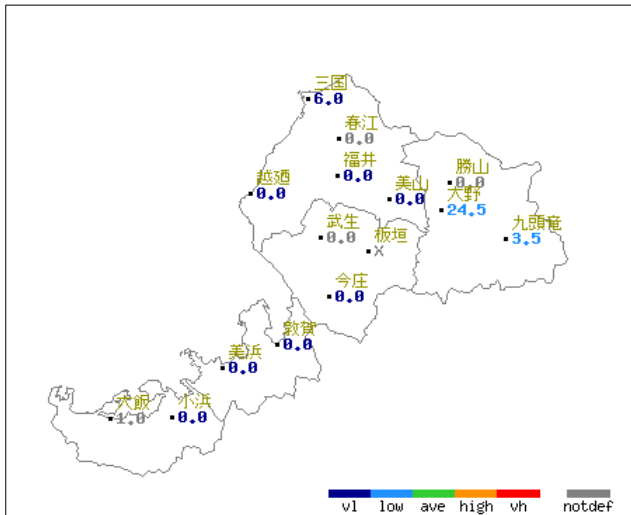 三国
6.0
春江
0.0
福井
0.0
越廼
0.0
美山
0.0
勝山
0.0
大野
24.5
九頭竜
3.5
武生
0.0
板垣
X
今庄
0.0
敦賀
0.0
美浜
0.0
大飯
1.0
小浜
0.0
vl low ave high vh notdef